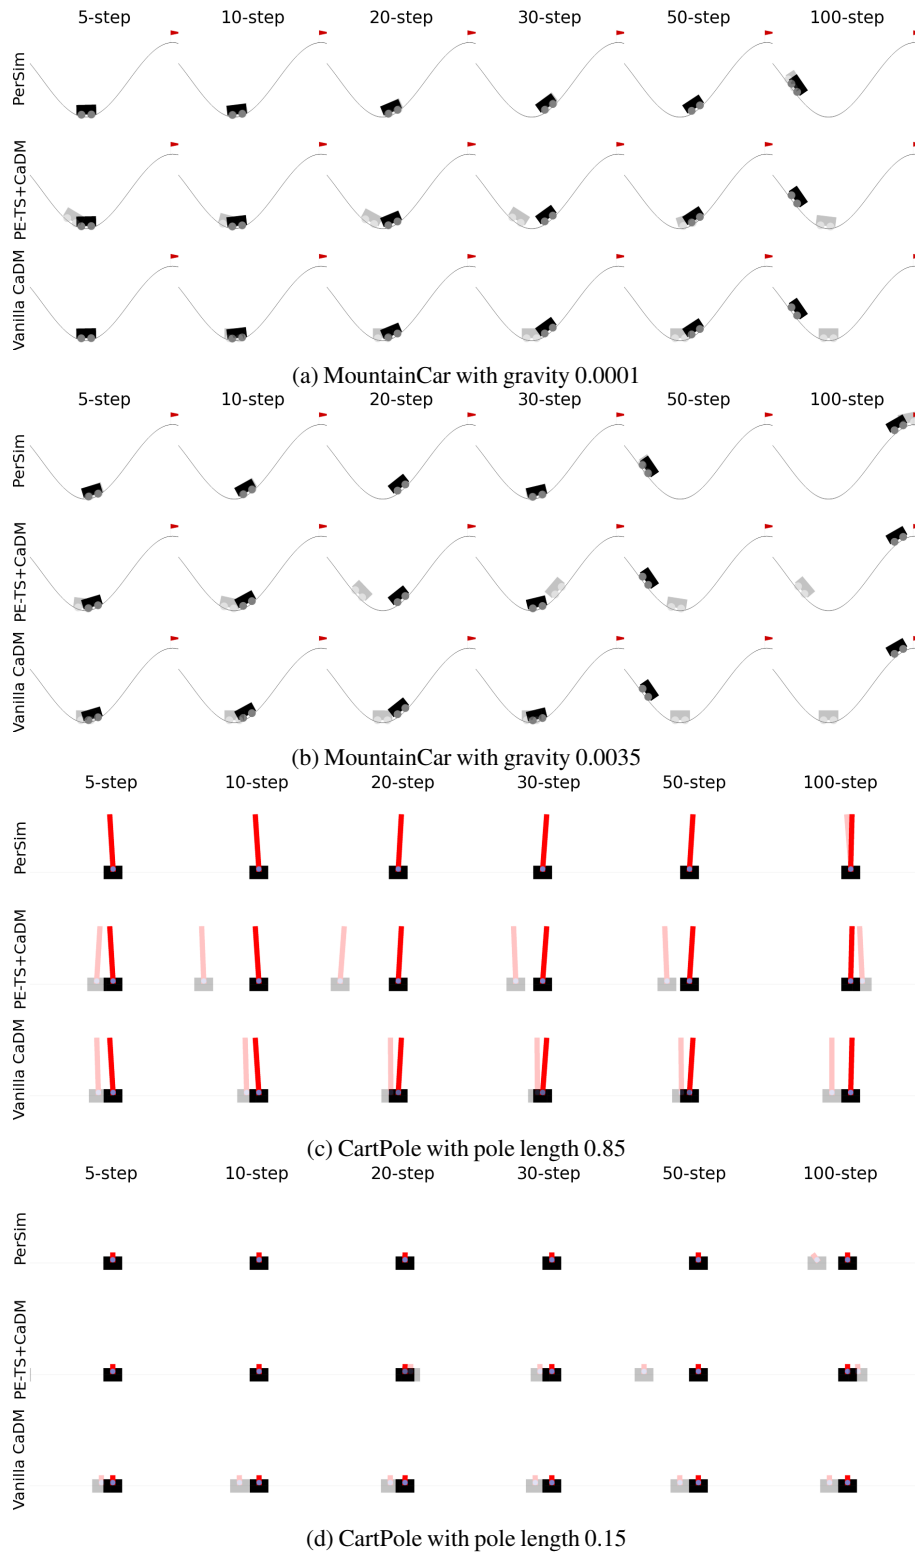 5-step 10-step 20-step 30-step 50-step 100-step
PerSim
PE-TS+CaDM
Vanilla CaDM
(a) MountainCar with gravity 0.0001
5-step 10-step 20-step 30-step 50-step 100-step
PerSim
PE-TS+CaDM
Vanilla CaDM
(b) MountainCar with gravity 0.0035
5-step 10-step 20-step 30-step 50-step 100-step
PerSim
PE-TS+CaDM
Vanilla CaDM
(c) CartPole with pole length 0.85
5-step 10-step 20-step 30-step 50-step 100-step
PerSim
PE-TS+CaDM
Vanilla CaDM
(d) CartPole with pole length 0.15